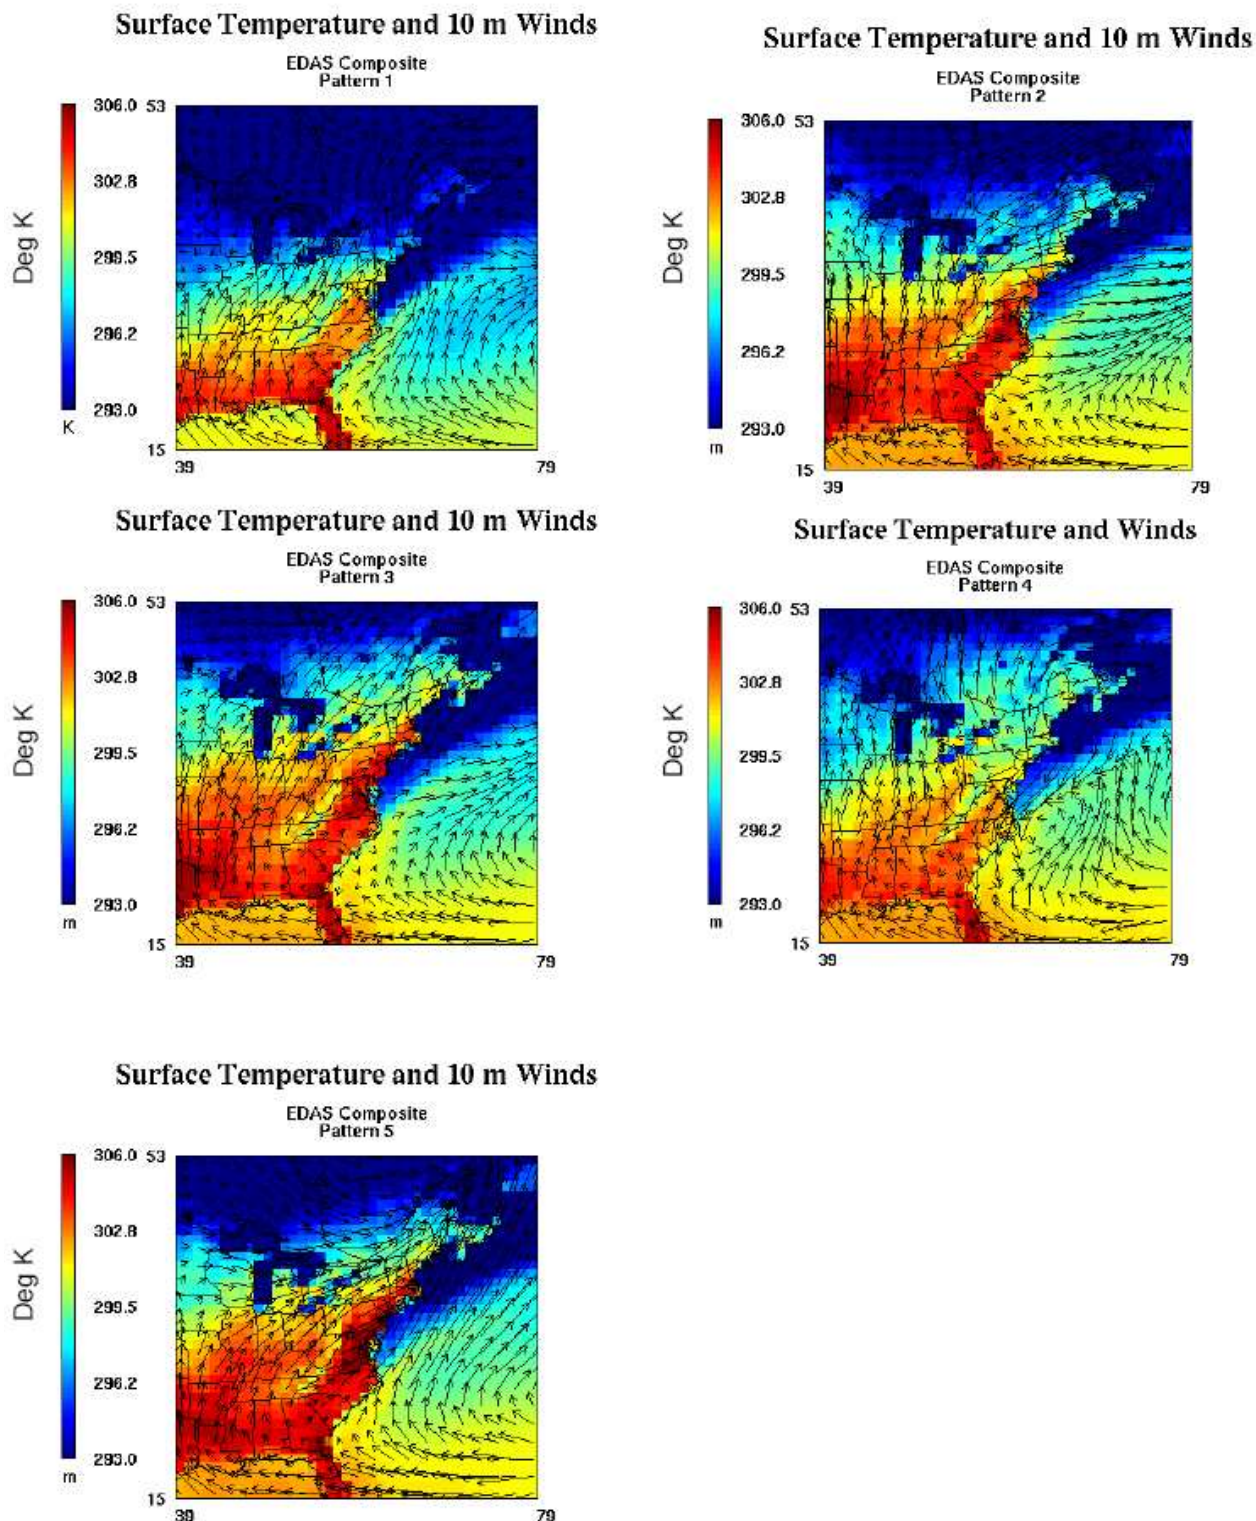 Surface Temperature and 10 m Winds
EDAS Composite
Pattern 1
306.0
302.8
299.5
296.2
293.0
K
Deg K
53
15
39
79
Surface Temperature and 10 m Winds
EDAS Composite
Pattern 2
306.0
302.8
299.5
296.2
293.0
m
Deg K
53
15
39
79
Surface Temperature and 10 m Winds
EDAS Composite
Pattern 3
306.0
302.8
299.5
296.2
293.0
m
Deg K
53
15
39
79
Surface Temperature and Winds
EDAS Composite
Pattern 4
306.0
302.8
299.5
296.2
293.0
m
Deg K
53
15
39
79
Surface Temperature and 10 m Winds
EDAS Composite
Pattern 5
306.0
302.8
299.5
296.2
293.0
m
Deg K
53
15
39
79